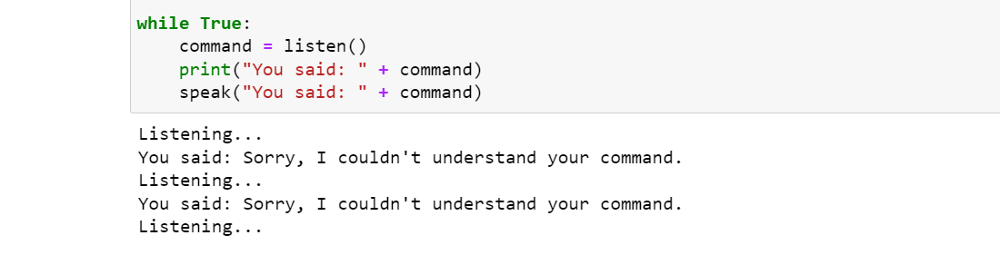 while True:
    command = listen()
    print("You said: " + command)
    speak("You said: " + command)
Listening...
You said: Sorry, I couldn't understand your command.
Listening...
You said: Sorry, I couldn't understand your command.
Listening...